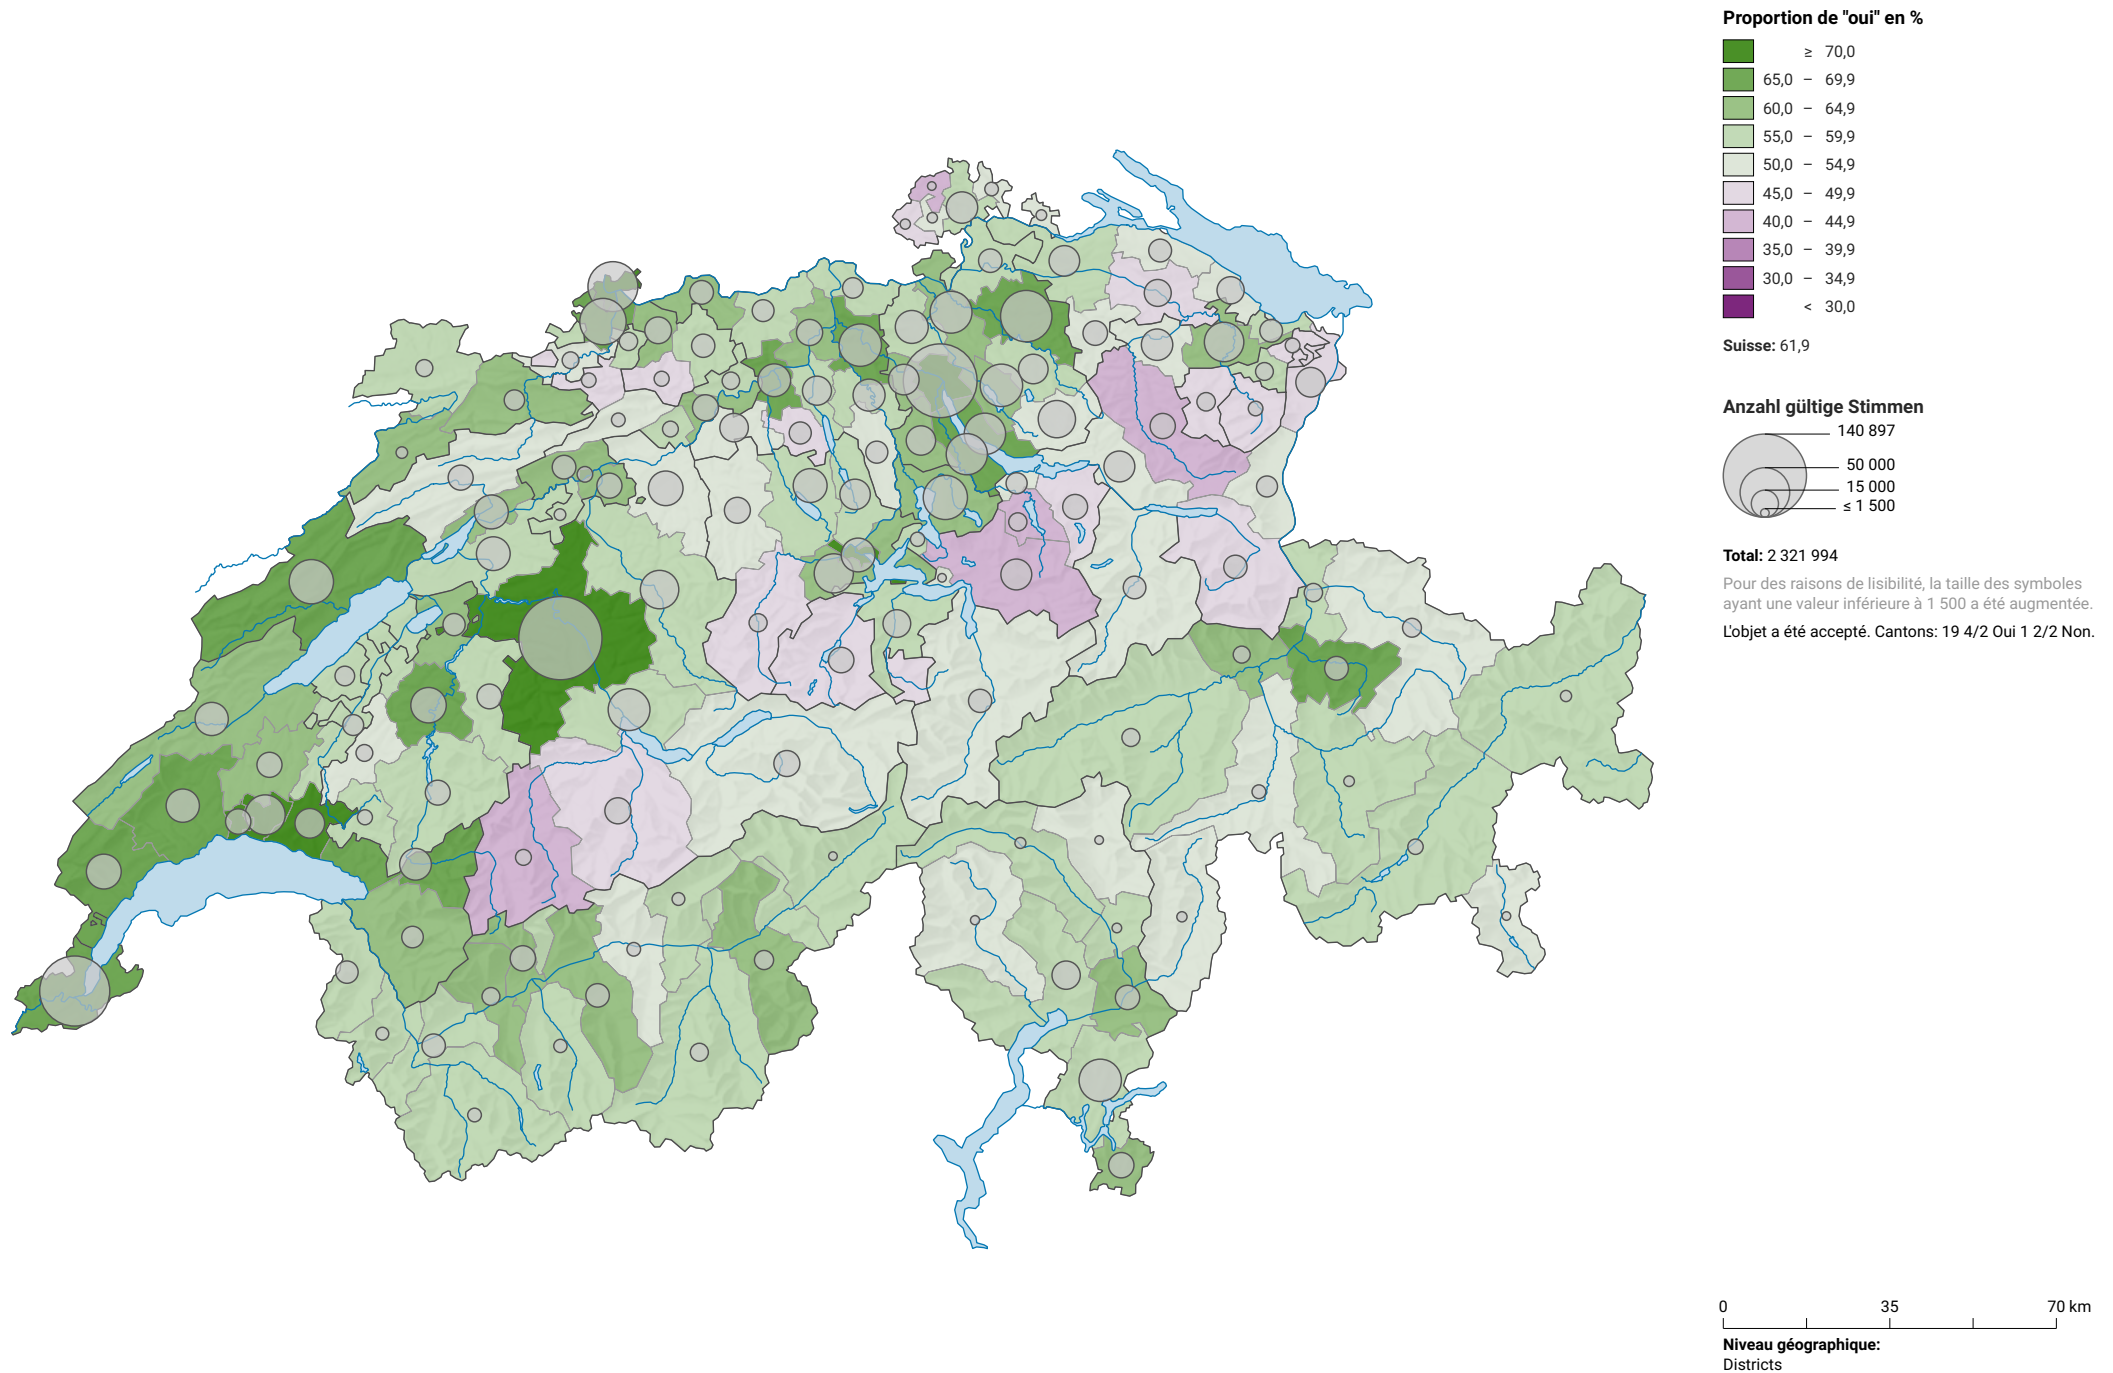 Proportion de "oui" en %
≥ 70,0
65,0 – 69,9
60,0 – 64,9
55,0 – 59,9
50,0 – 54,9
45,0 – 49,9
40,0 – 44,9
35,0 – 39,9
30,0 – 34,9
< 30,0
Suisse: 61,9
Anzahl gültige Stimmen
140 897
50 000
15 000
≤ 1 500
Total: 2 321 994
Pour des raisons de lisibilité, la taille des symboles
ayant une valeur inférieure à 1 500 a été augmentée.
L'objet a été accepté. Cantons: 19 4/2 Oui 1 2/2 Non.
0 35 70 km
Niveau géographique:
Districts